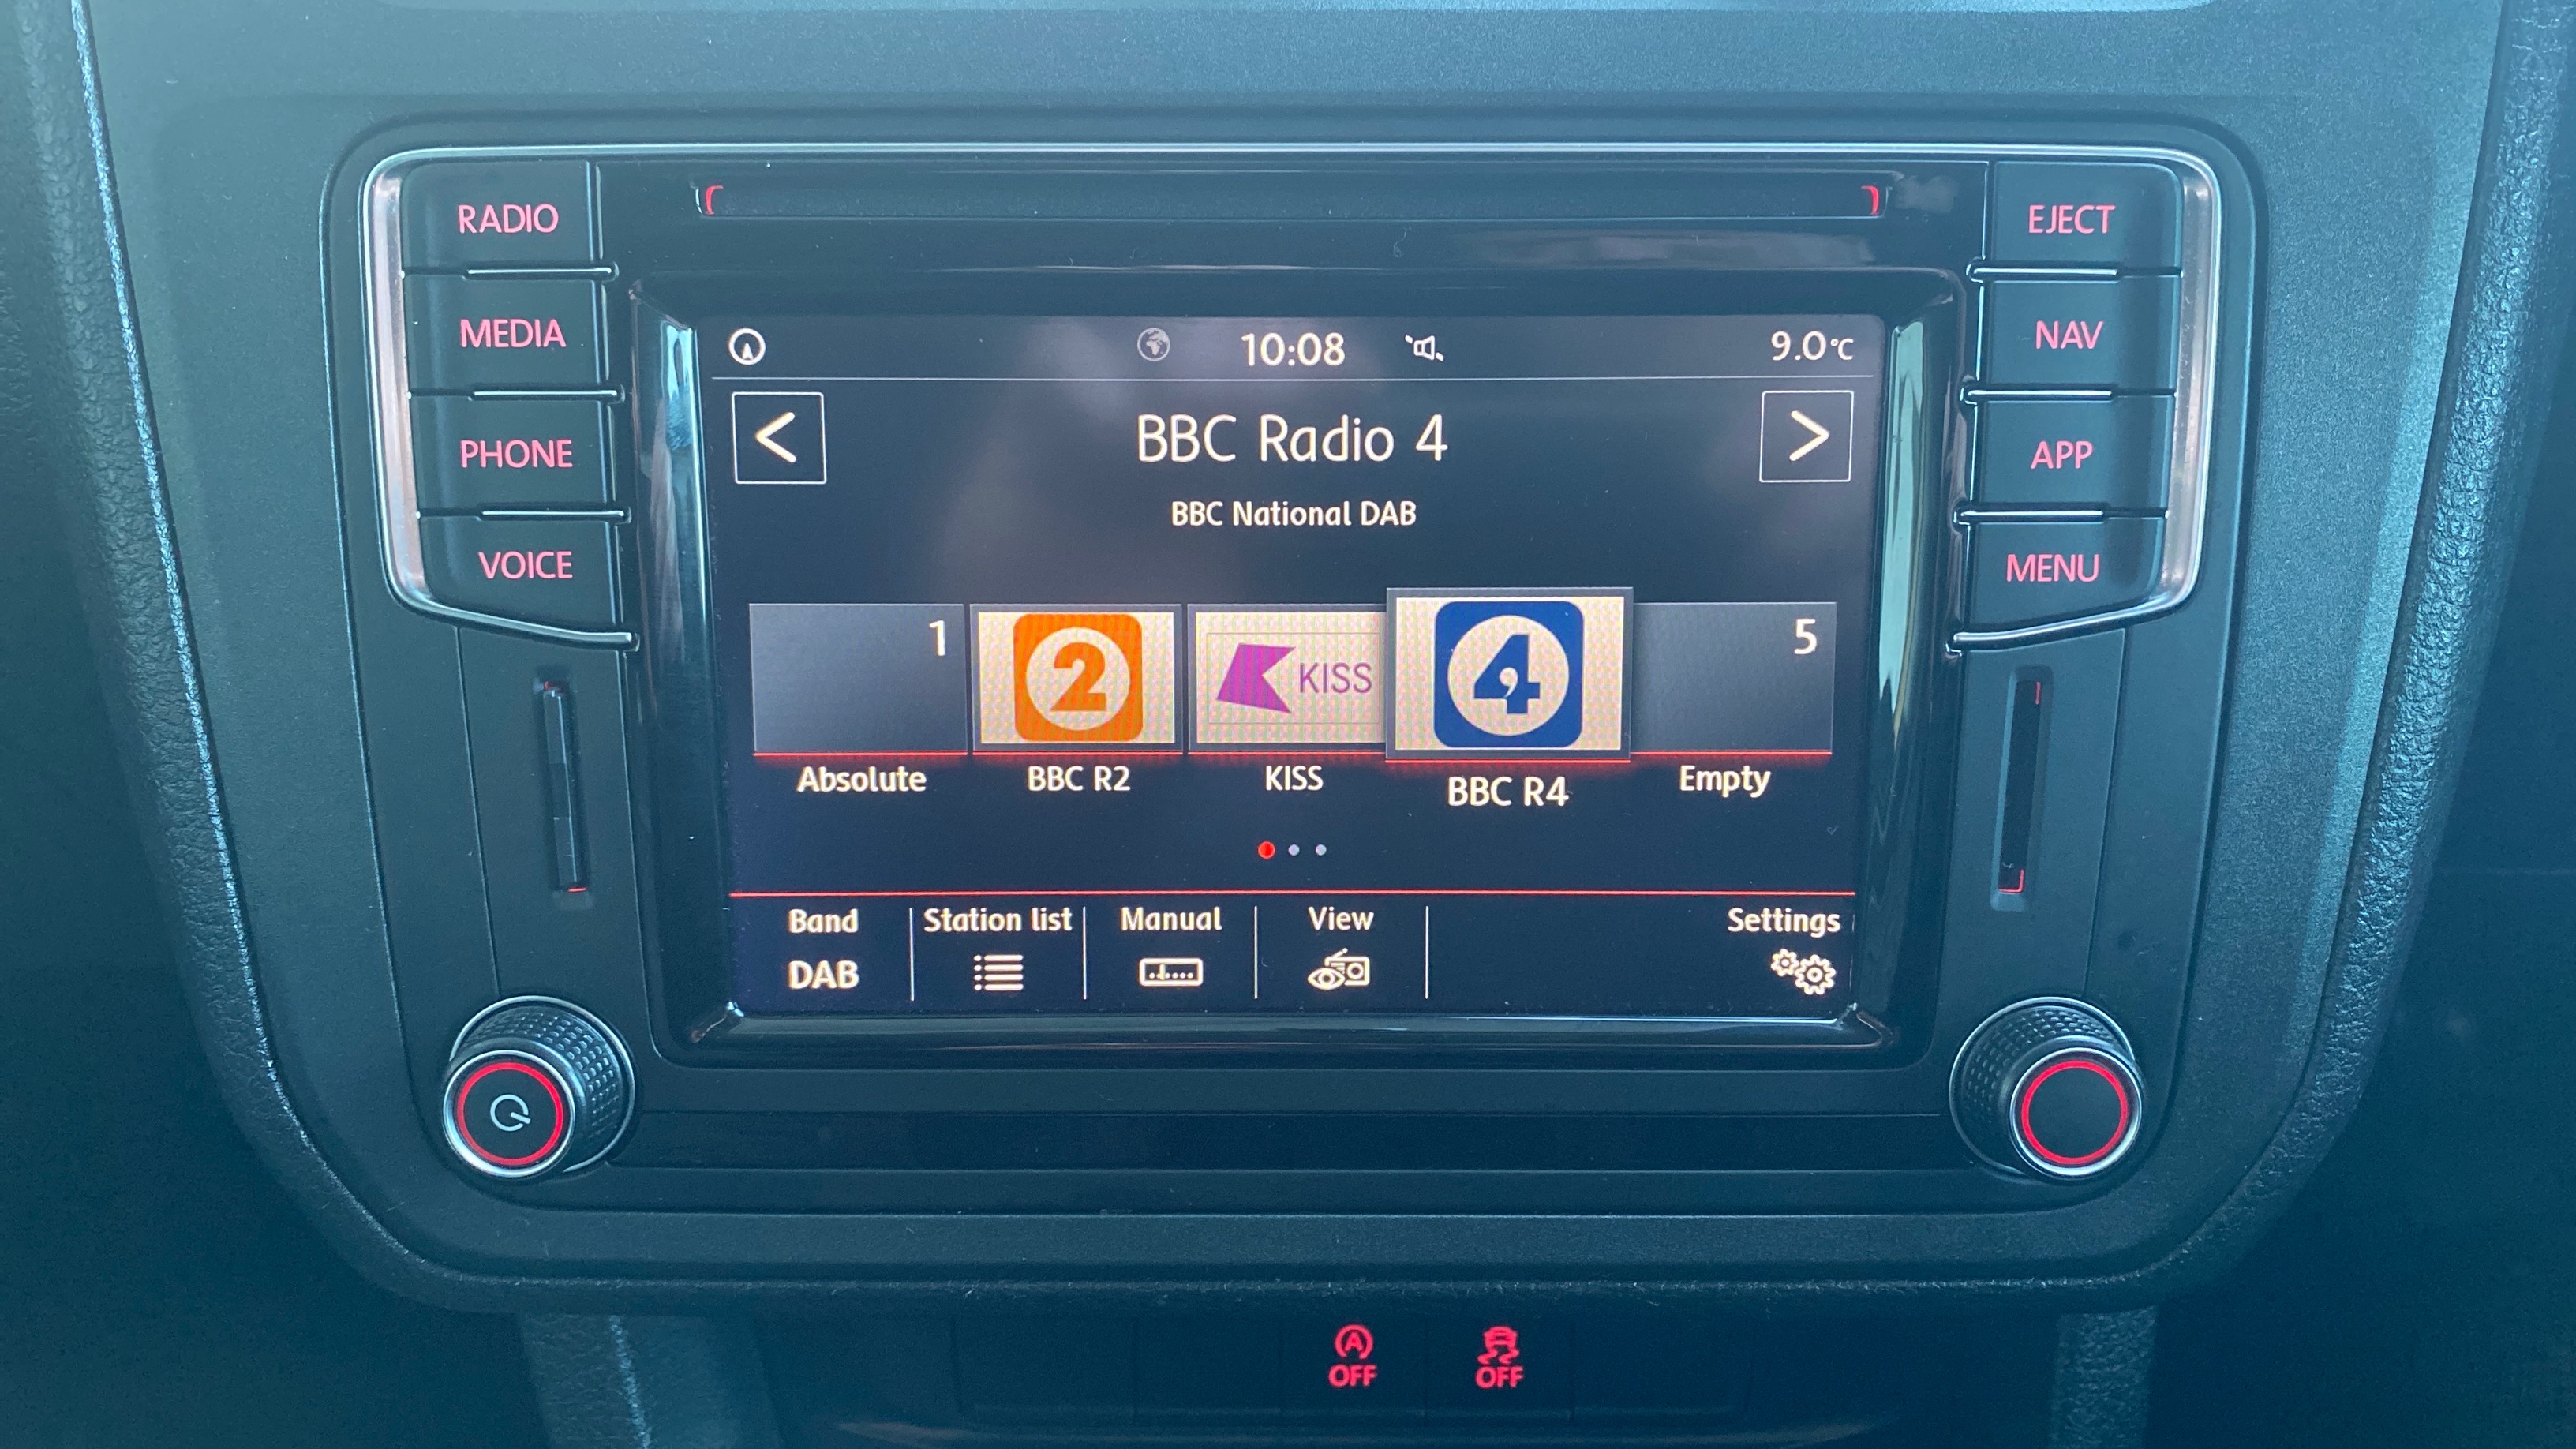 RADIO
MEDIA
PHONE
VOICE
EJECT
NAV
APP
MENU
10:08
9.0°C
<
BBC Radio 4
>
BBC National DAB
1
2
KISS
4
5
Absolute
BBC R2
KISS
BBC R4
Empty
Band
DAB
Station list
Manual
View
Settings
A
OFF
OFF